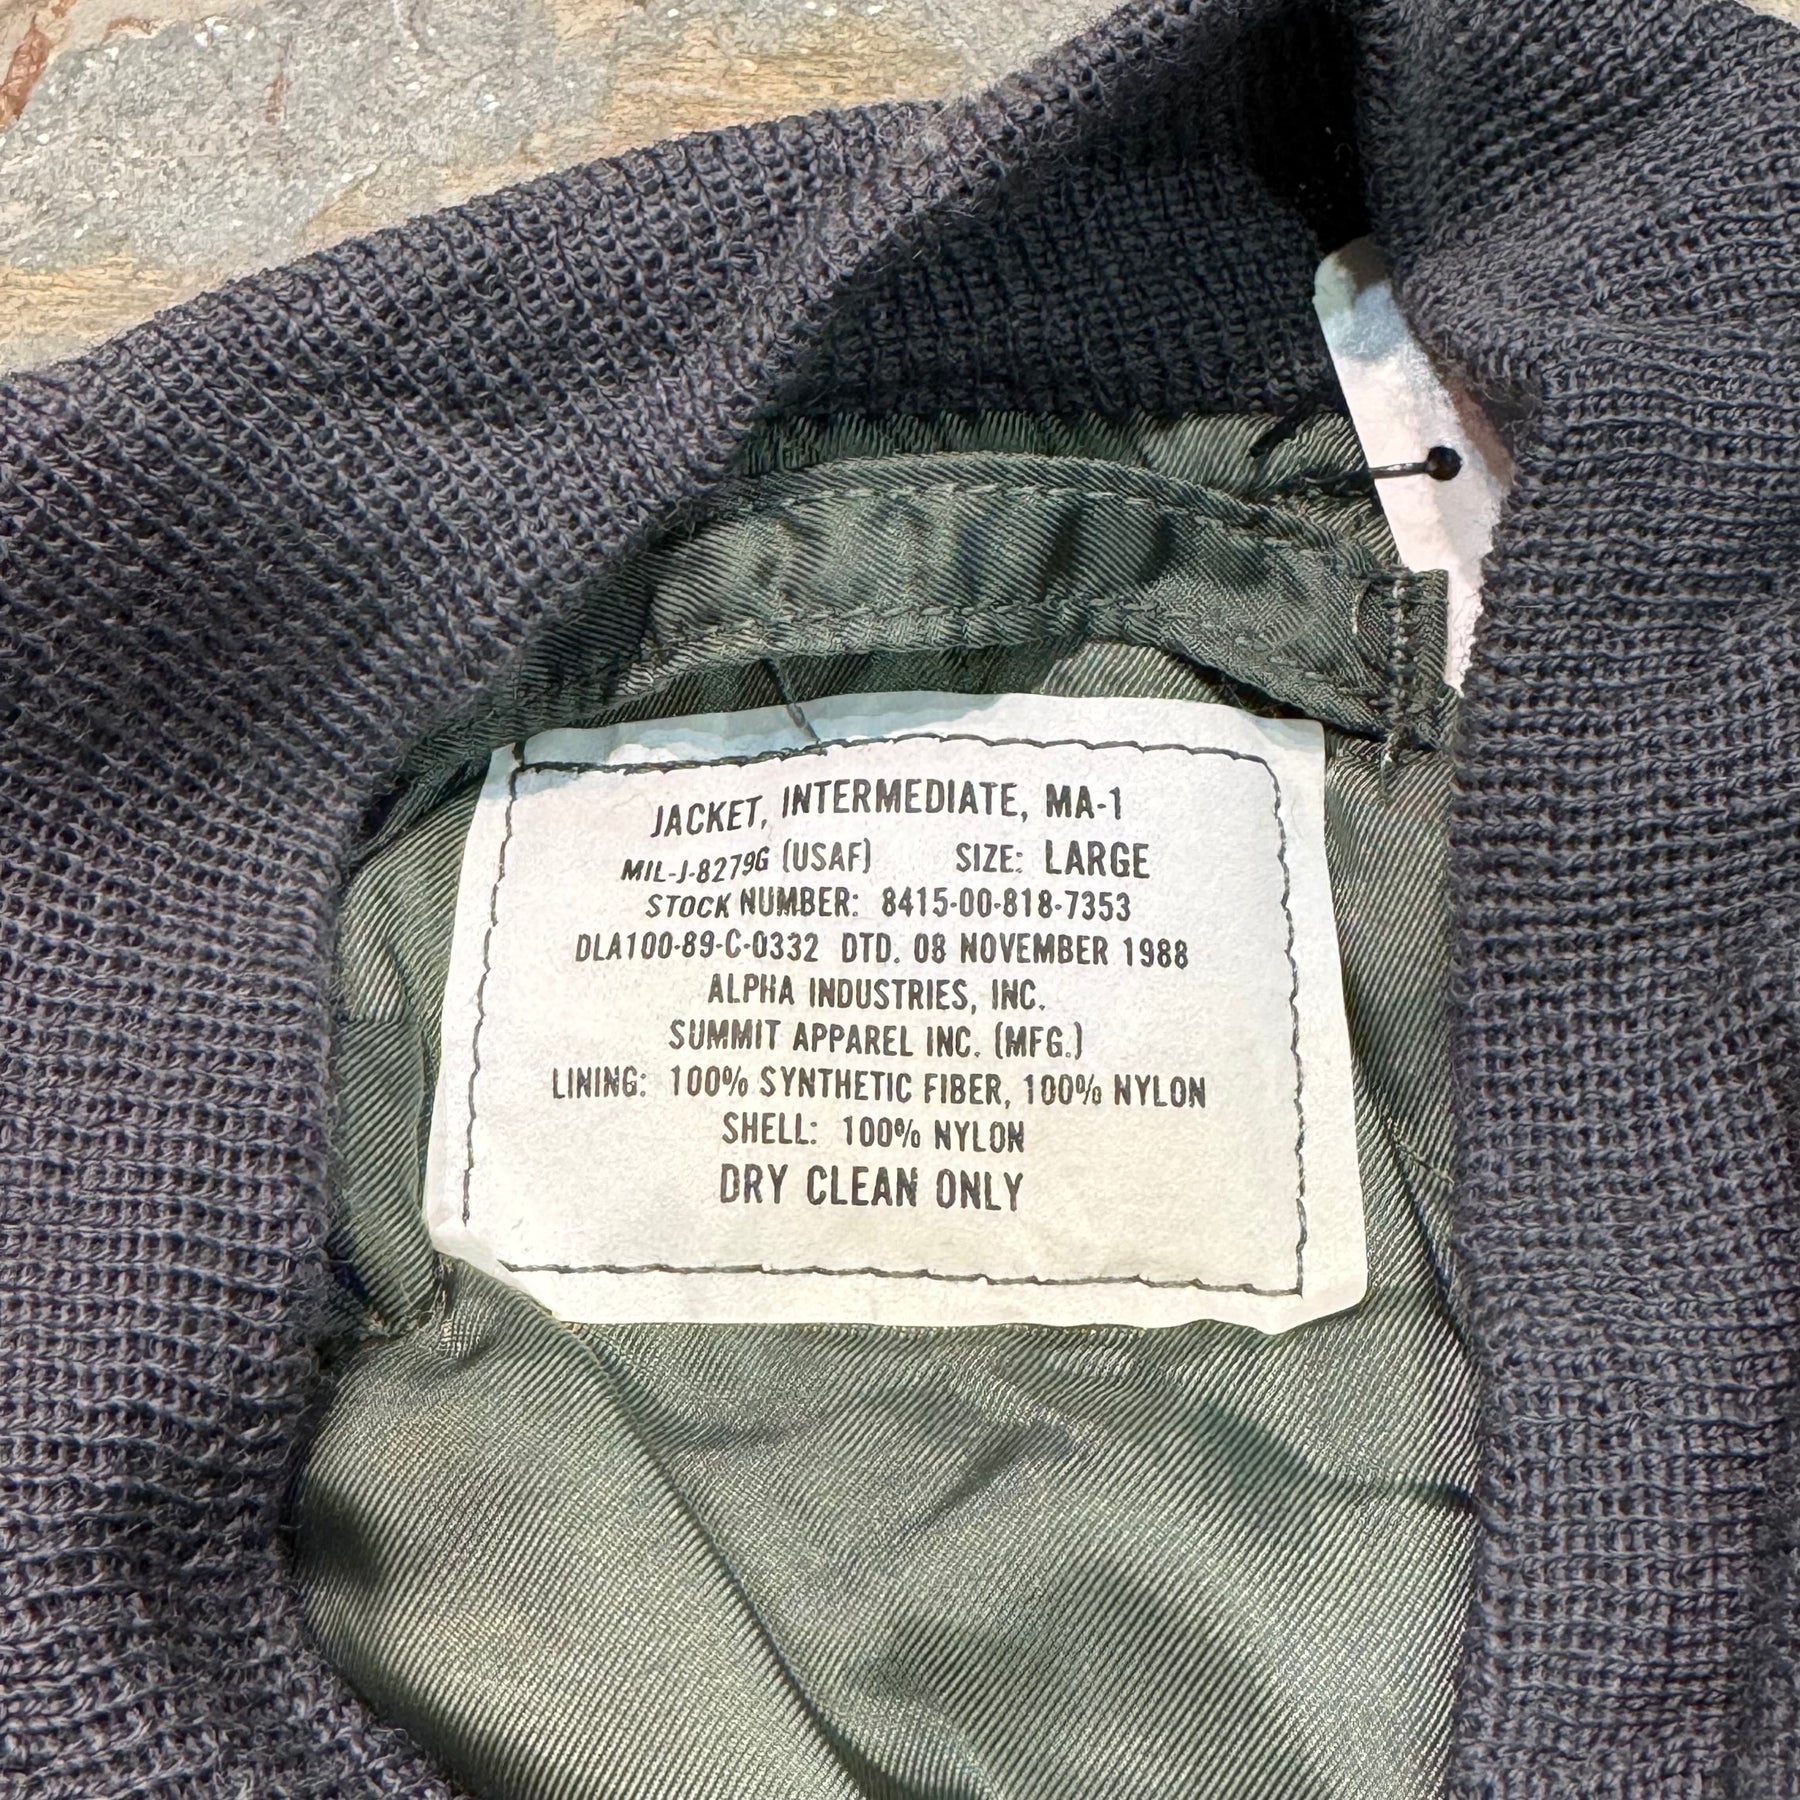 JACKET, INTERMEDIATE, MA-1
MIL-J-8279G (USAF) SIZE: LARGE
STOCK NUMBER: 8415-00-818-7353
DLA100-89-C-0332 DTD. 08 NOVEMBER 1988
ALPHA INDUSTRIES, INC.
SUMMIT APPAREL INC. (MFG.)
LINING: 100% SYNTHETIC FIBER, 100% NYLON
SHELL: 100% NYLON
DRY CLEAN ONLY